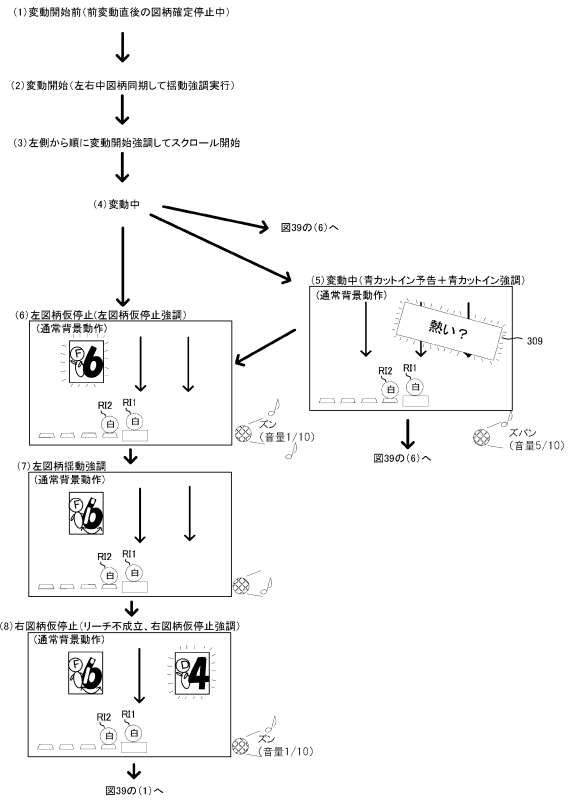 (1)変動開始前(前変動直後の図柄確定停止中)
(2)変動開始(左右中図柄同期して揺動強調実行)
(3)左側から順に変動開始強調してスクロール開始
(4)変動中
図39の(6)へ
(5)変動中(青カットイン予告+青カットイン強調)
(通常背景動作)
熱い?
309
RI2
RI1
白
白
ズバン
(音量5/10)
図39の(6)へ
(6)左図柄仮停止(左図柄仮停止強調)
(通常背景動作)
F
6
RI2
RI1
白
白
ズン
(音量1/10)
(7)左図柄揺動強調
(通常背景動作)
F
6
RI2
RI1
白
白
(8)右図柄仮停止(リーチ不成立、右図柄仮停止強調)
(通常背景動作)
F
6
D
4
RI2
RI1
白
白
ズン
(音量1/10)
図39の(1)へ